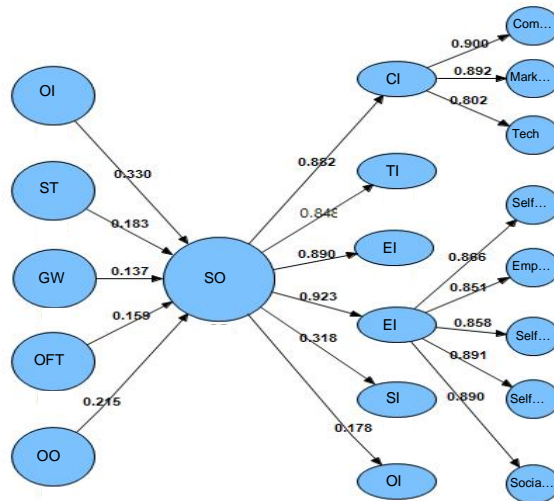 Com...
0.900
CI
0.892
Mark...
0.802
Tech
OI
0.330
0.882
TI
ST
0.848
0.183
Self...
EI
0.890
0.866
GW
0.137
SO
Emp...
0.851
0.923
EI
0.858
Self...
OFT
0.159
0.318
0.891
Self...
SI
0.215
0.890
0.178
OO
OI
Socia...